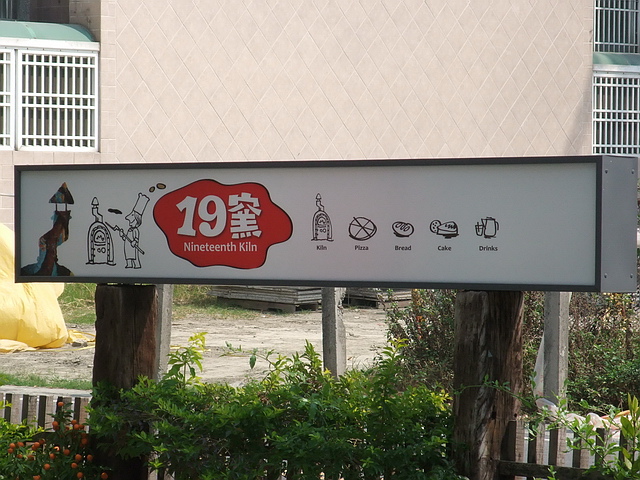 19窯
Nineteenth Kiln
Kiln
Pizza
Bread
Cake
Drinks